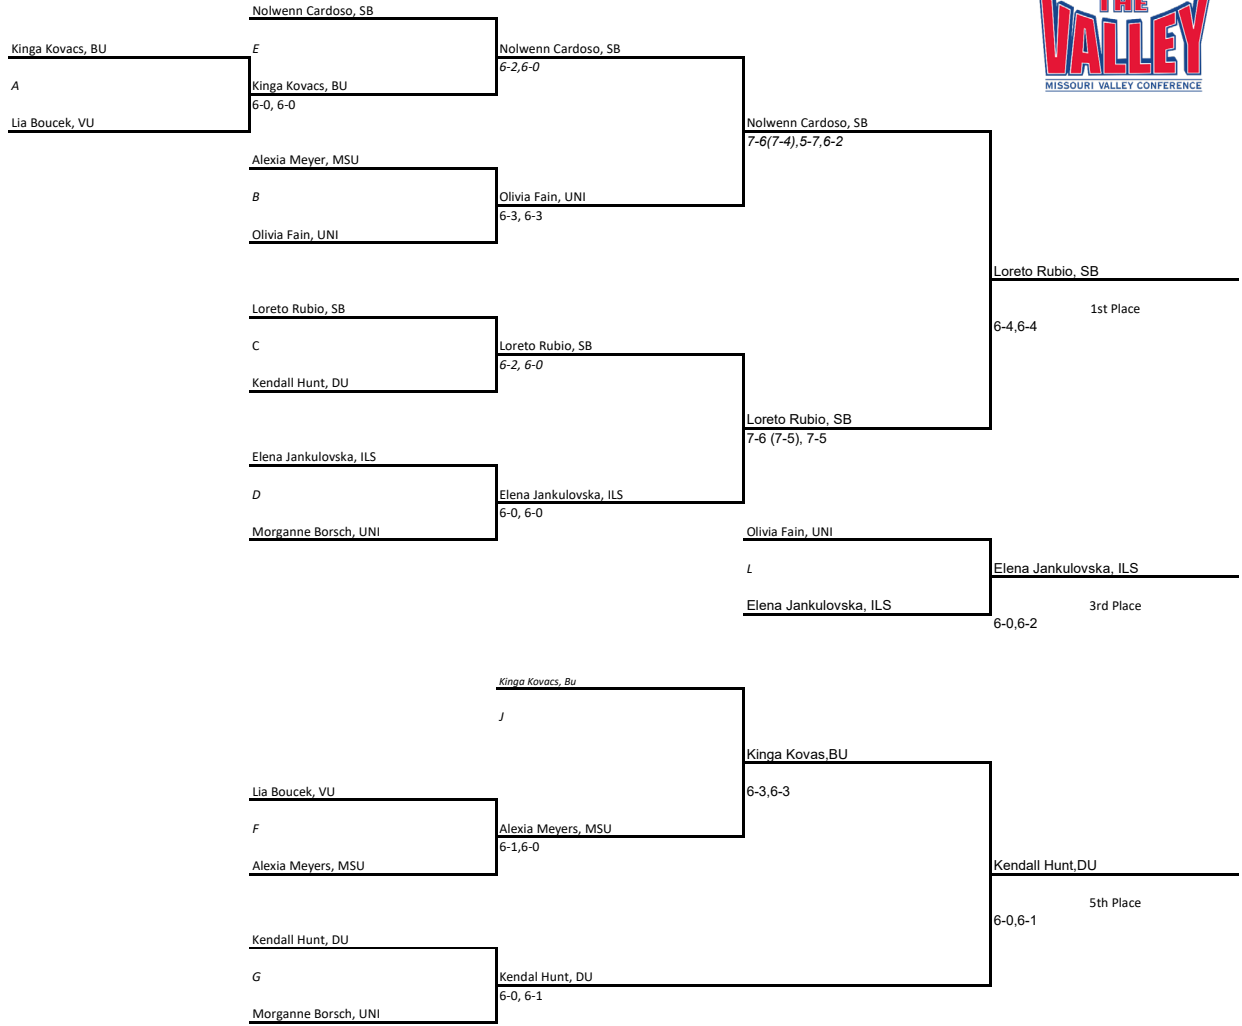 THE
VALLEY
MISSOURI VALLEY CONFERENCE
Nolwenn Cardoso, SB
Kinga Kovacs, BU
E
Nolwenn Cardoso, SB
6-2,6-0
A
Kinga Kovacs, BU
6-0, 6-0
Lia Boucek, VU
Nolwenn Cardoso, SB
7-6(7-4),5-7,6-2
Alexia Meyer, MSU
B
Olivia Fain, UNI
6-3, 6-3
Olivia Fain, UNI
Loreto Rubio, SB
1st Place
6-4,6-4
Loreto Rubio, SB
C
Loreto Rubio, SB
6-2, 6-0
Kendall Hunt, DU
Loreto Rubio, SB
7-6 (7-5), 7-5
Elena Jankulovska, ILS
D
Elena Jankulovska, ILS
6-0, 6-0
Morganne Borsch, UNI
Olivia Fain, UNI
L
Elena Jankulovska, ILS
Elena Jankulovska, ILS
3rd Place
6-0,6-2
Kinga Kovacs, Bu
J
Kinga Kovas,BU
6-3,6-3
Lia Boucek, VU
F
Alexia Meyers, MSU
6-1,6-0
Alexia Meyers, MSU
Kendall Hunt,DU
5th Place
6-0,6-1
Kendall Hunt, DU
G
Kendal Hunt, DU
6-0, 6-1
Morganne Borsch, UNI